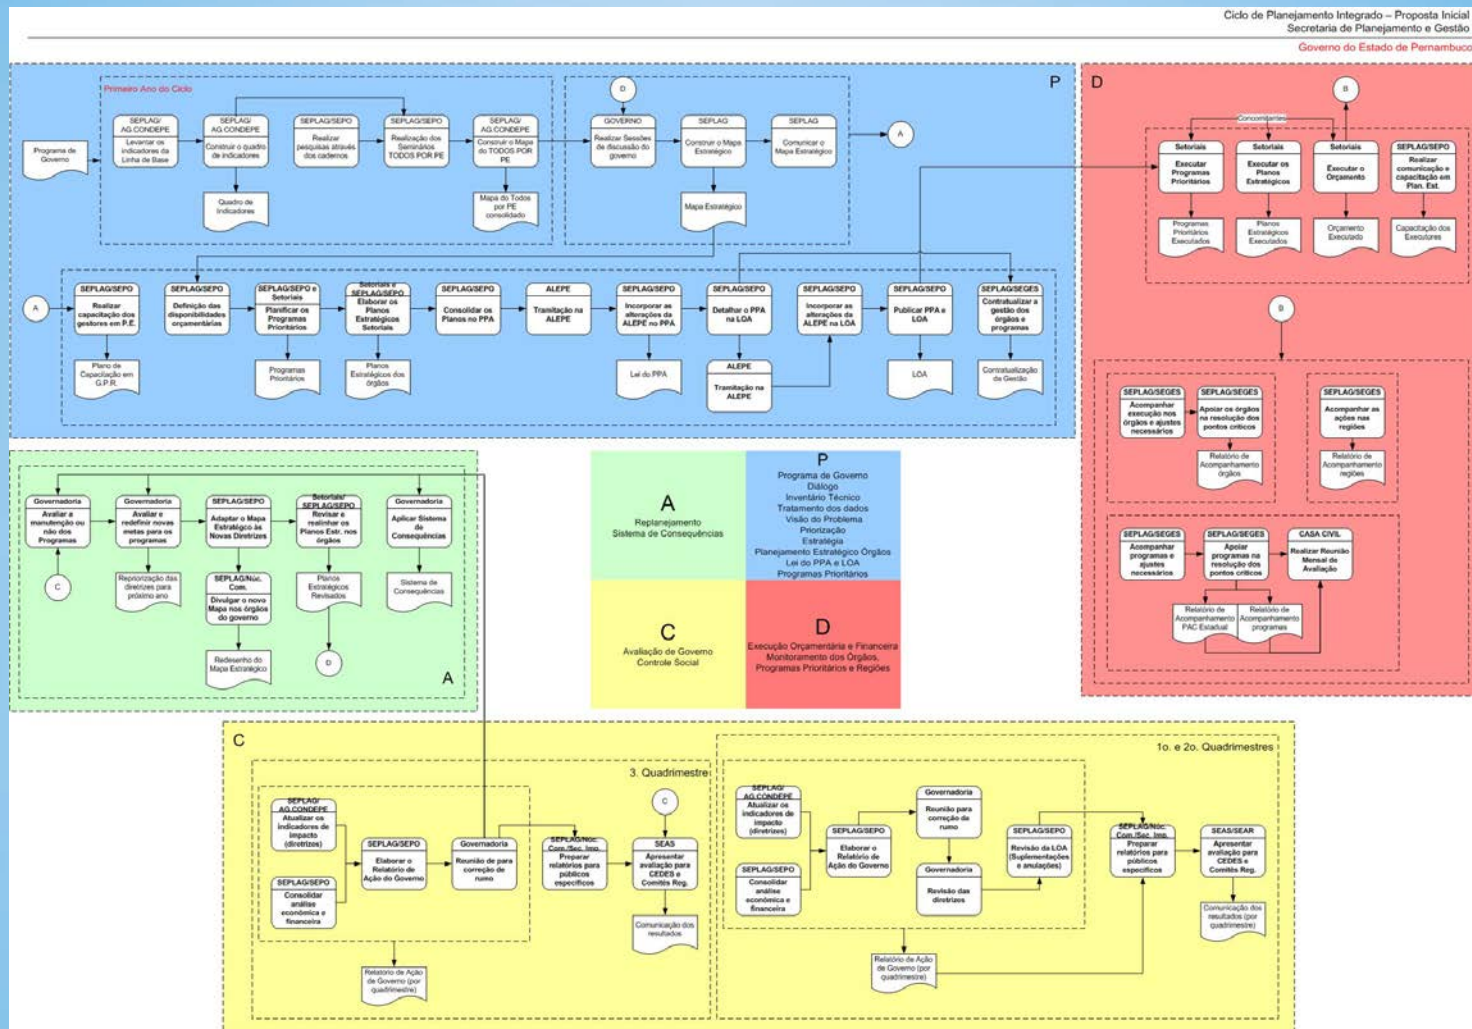 Ciclo de Planejamento Integrado – Proposta Inicial
Secretaria de Planejamento e Gestão
Governo do Estado de Pernambuco
P
Primeiro Ano do Ciclo
Programa de
Governo
SEPLAG/
AG.CONDEPE
Levantar os
indicadores da
Linha de Base
SEPLAG/
AG.CONDEPE
Construir o quadro
de indicadores
Quadro de
Indicadores
SEPLAG/SEPO
Realizar
pesquisas através
dos cadernos
SEPLAG/SEPO
Realização dos
Seminários
TODOS POR PE
SEPLAG/
AG.CONDEPE
Construir o Mapa
do TODOS POR
PE
Mapa do Todos
por PE
consolidado
D
GOVERNO
Realizar Sessões
de discussão do
governo
SEPLAG
Construir o Mapa
Estratégico
Mapa Estratégico
SEPLAG
Comunicar o
Mapa Estratégico
A
A
SEPLAG/SEPO
Realizar
capacitação dos
gestores em P.E.
Plano de
Capacitação em
G.P.R.
SEPLAG/SEPO
Definição das
disponibilidades
orçamentárias
SEPLAG/SEPO e
Setoriais
Planificar os
Programas
Prioritários
Programas
Prioritários
Setoriais e
SEPLAG/SEPO
Elaborar os
Planos
Estratégicos
Setoriais
Planos
Estratégicos dos
órgãos
SEPLAG/SEPO
Consolidar os
Planos no PPA
ALEPE
Tramitação na
ALEPE
SEPLAG/SEPO
Incorporar as
alterações da
ALEPE no PPA
Lei do PPA
SEPLAG/SEPO
Detalhar o PPA
na LOA
ALEPE
Tramitação na
ALEPE
SEPLAG/SEPO
Incorporar as
alterações da
ALEPE na LOA
SEPLAG/SEPO
Publicar PPA e
LOA
LOA
SEPLAG/SEGES
Contratualizar a
gestão dos
órgãos e
programas
Contratualização
de Gestão
D
B
Concomitantes
Setoriais
Executar
Programas
Prioritários
Programas
Prioritários
Executados
Setoriais
Executar os
Planos
Estratégicos
Planos
Estratégicos
Executados
Setoriais
Executar o
Orçamento
Orçamento
Executado
SEPLAG/SEPO
Realizar
comunicação e
capacitação em
Plan. Est.
Capacitação dos
Executores
B
SEPLAG/SEGES
Acompanhar
execução nos
órgãos e ajustes
necessários
SEPLAG/SEGES
Apoiar os órgãos
na resolução dos
pontos críticos
Relatório de
Acompanhamento
órgãos
SEPLAG/SEGES
Acompanhar as
ações nas
regiões
Relatório de
Acompanhamento
regiões
SEPLAG/SEGES
Acompanhar
programas e
ajustes
necessários
SEPLAG/SEGES
Apoiar
programas na
resolução dos
pontos críticos
CASA CIVIL
Realizar Reunião
Mensal de
Avaliação
Relatório de
Acompanhamento
PAC Estadual
Relatório de
Acompanhamento
programas
Governadoria
Avaliar a
manutenção ou
não dos
Programas
C
Governadoria
Avaliar e
redefinir novas
metas para os
programas
Repriorização das
diretrizes para
próximo ano
SEPLAG/SEPO
Adaptar o Mapa
Estratégico às
Novas Diretrizes
SEPLAG/Núc.
Com.
Divulgar o novo
Mapa nos órgãos
do governo
Redesenho do
Mapa Estratégico
Setoriais/
SEPLAG/SEPO
Revisar e
realinhar os
Planos Estr. nos
órgãos
Planos
Estratégicos
Revisados
D
Governadoria
Aplicar Sistema
de
Consequências
Sistema de
Consequências
A
A
Replanejamento
Sistema de Consequências
P
Programa de Governo
Diálogo
Inventário Técnico
Tratamento dos dados
Visão do Problema
Priorização
Estratégia
Planejamento Estratégico Órgãos
Lei do PPA e LOA
Programas Prioritários
C
Avaliação de Governo
Controle Social
D
Execução Orçamentária e Financeira
Monitoramento dos Órgãos,
Programas Prioritários e Regiões
C
3. Quadrimestre
SEPLAG/
AG.CONDEPE
Atualizar os
indicadores de
impacto
(diretrizes)
SEPLAG/SEPO
Consolidar
análise
econômica e
financeira
SEPLAG/SEPO
Elaborar o
Relatório de
Ação do Governo
Governadoria
Reunião de para
correção de
rumo
Relatório de Ação
de Governo (por
quadrimestre)
SEPLAG/Núc.
Com./Sec. Imp.
Preparar
relatórios para
públicos
específicos
C
SEAS
Apresentar
avaliação para
CEDES e
Comitês Reg.
Comunicação dos
resultados
1o. e 2o. Quadrimestres
SEPLAG/
AG.CONDEPE
Atualizar os
indicadores de
impacto
(diretrizes)
SEPLAG/SEPO
Consolidar
análise
econômica e
financeira
SEPLAG/SEPO
Elaborar o
Relatório de
Ação do Governo
Governadoria
Reunião para
correção de
rumo
Governadoria
Revisão das
diretrizes
SEPLAG/SEPO
Revisão da LOA
(Suplementações
e anulações)
Relatório de Ação
de Governo (por
quadrimestre)
SEPLAG/Núc.
Com./Sec. Imp.
Preparar
relatórios para
públicos
específicos
SEAS/SEAR
Apresentar
avaliação para
CEDES e
Comitês Reg.
Comunicação dos
resultados (por
quadrimestre)